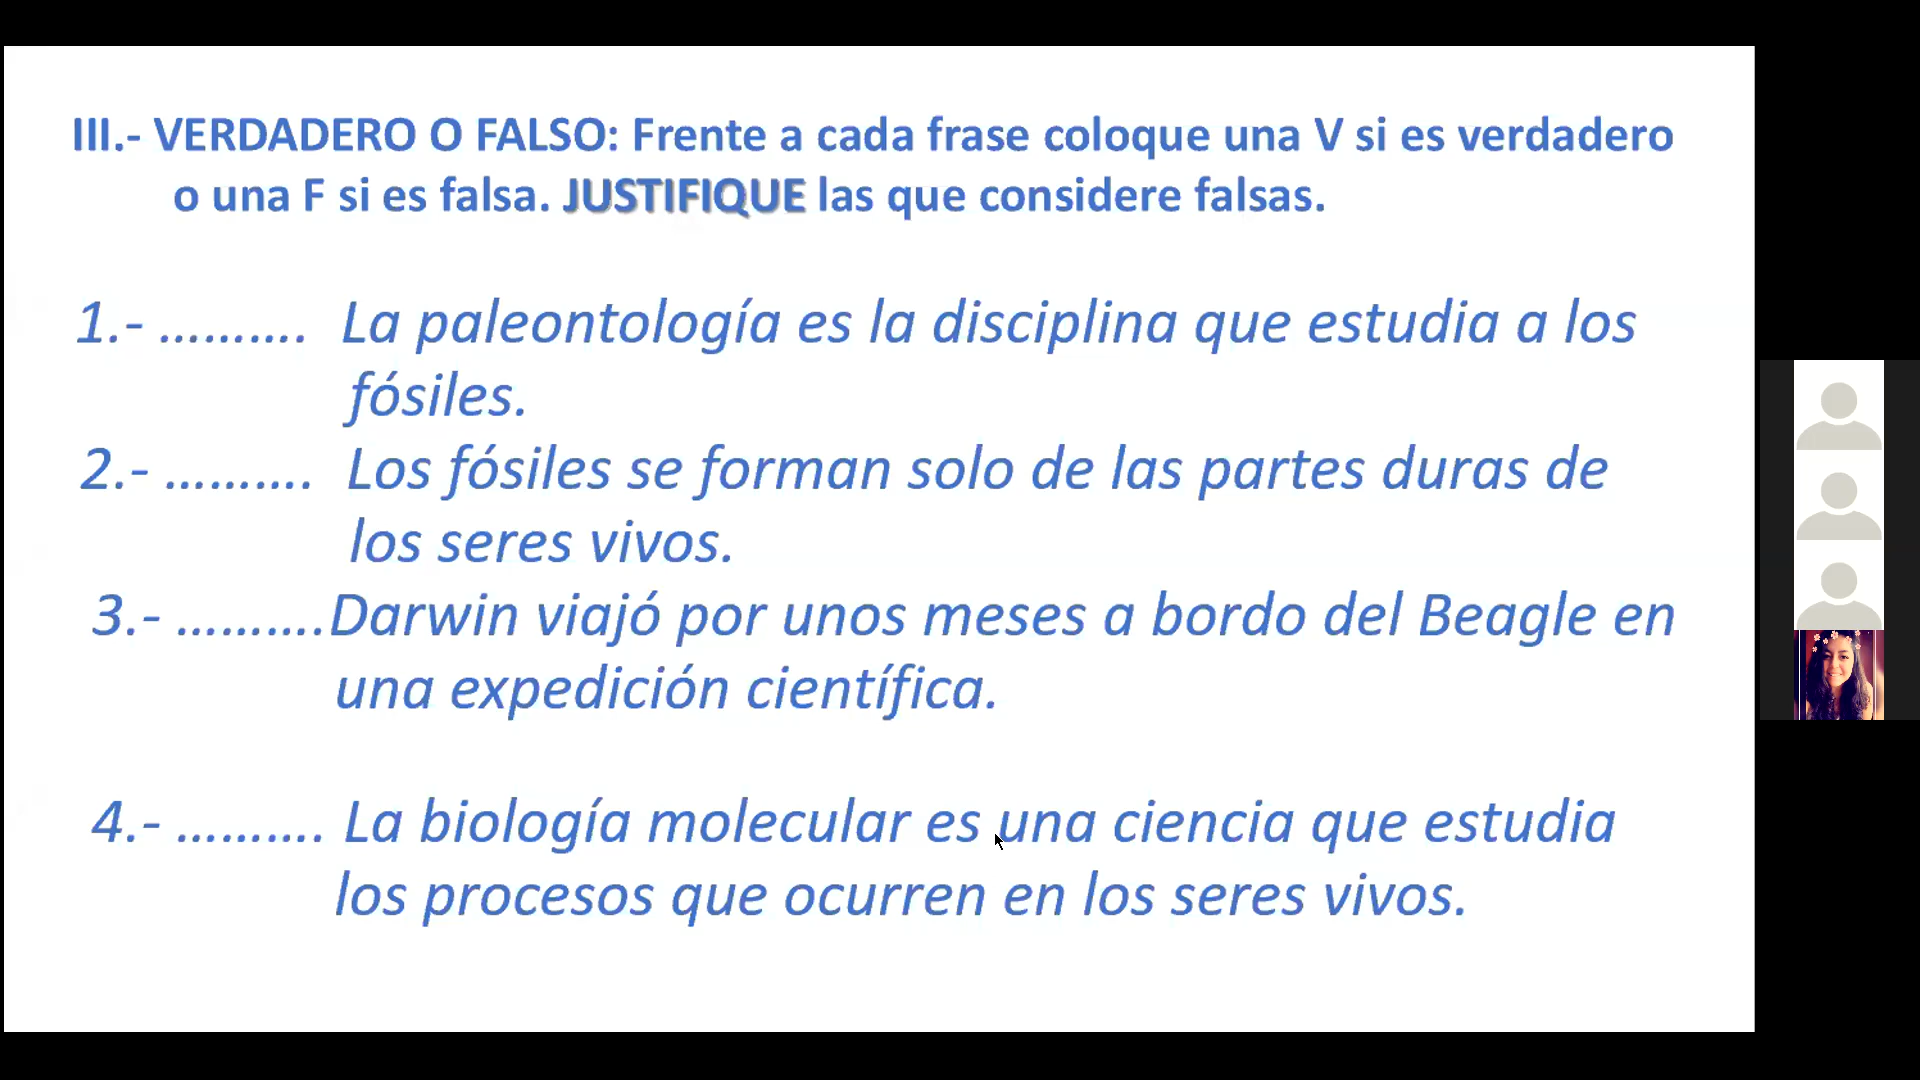 III.- VERDADERO O FALSO: Frente a cada frase coloque una V si es verdadero
o una F si es falsa. JUSTIFIQUE las que considere falsas.
1.- ………. La paleontología es la disciplina que estudia a los
fósiles.
2.- ………. Los fósiles se forman solo de las partes duras de
los seres vivos.
3.- ……….Darwin viajó por unos meses a bordo del Beagle en
una expedición científica.
4.- ………. La biología molecular es una ciencia que estudia
los procesos que ocurren en los seres vivos.